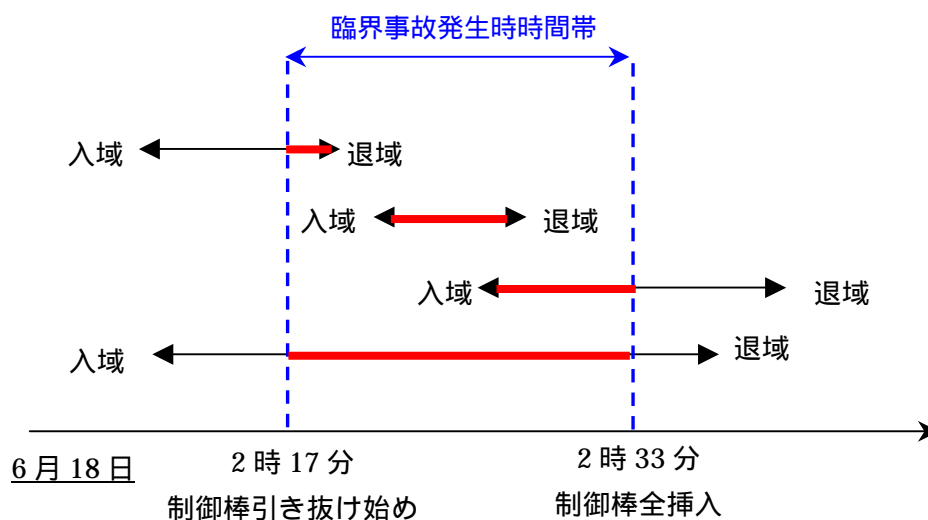 臨界事故発生時時間帯
入域 退域
入域 退域
入域 退域
入域 退域
6月18日 2時17分 2時33分
制御棒引き抜け始め 制御棒全挿入